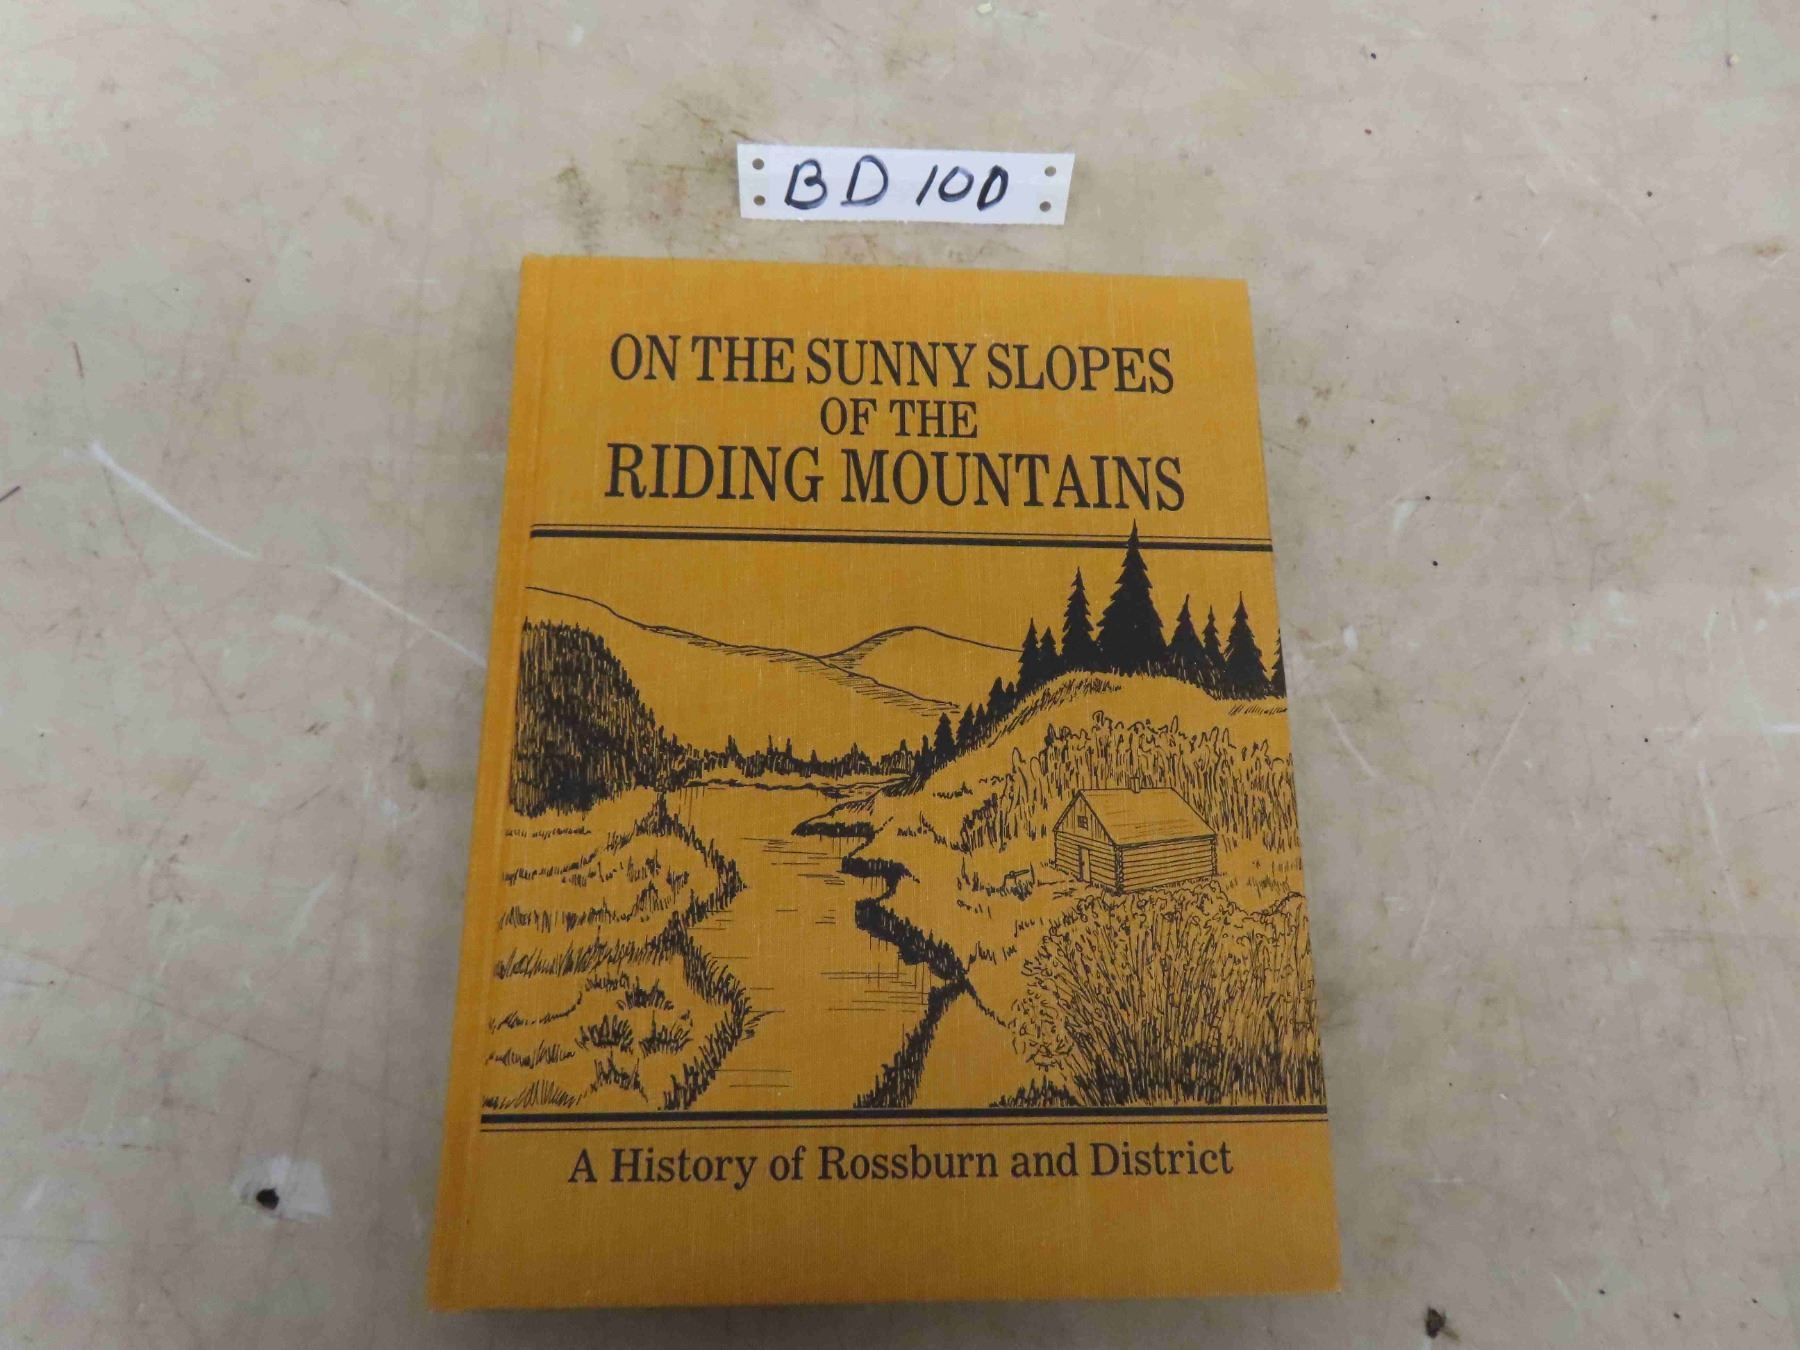 BD 100
ON THE SUNNY SLOPES
OF THE
RIDING MOUNTAINS
A History of Rossburn and District